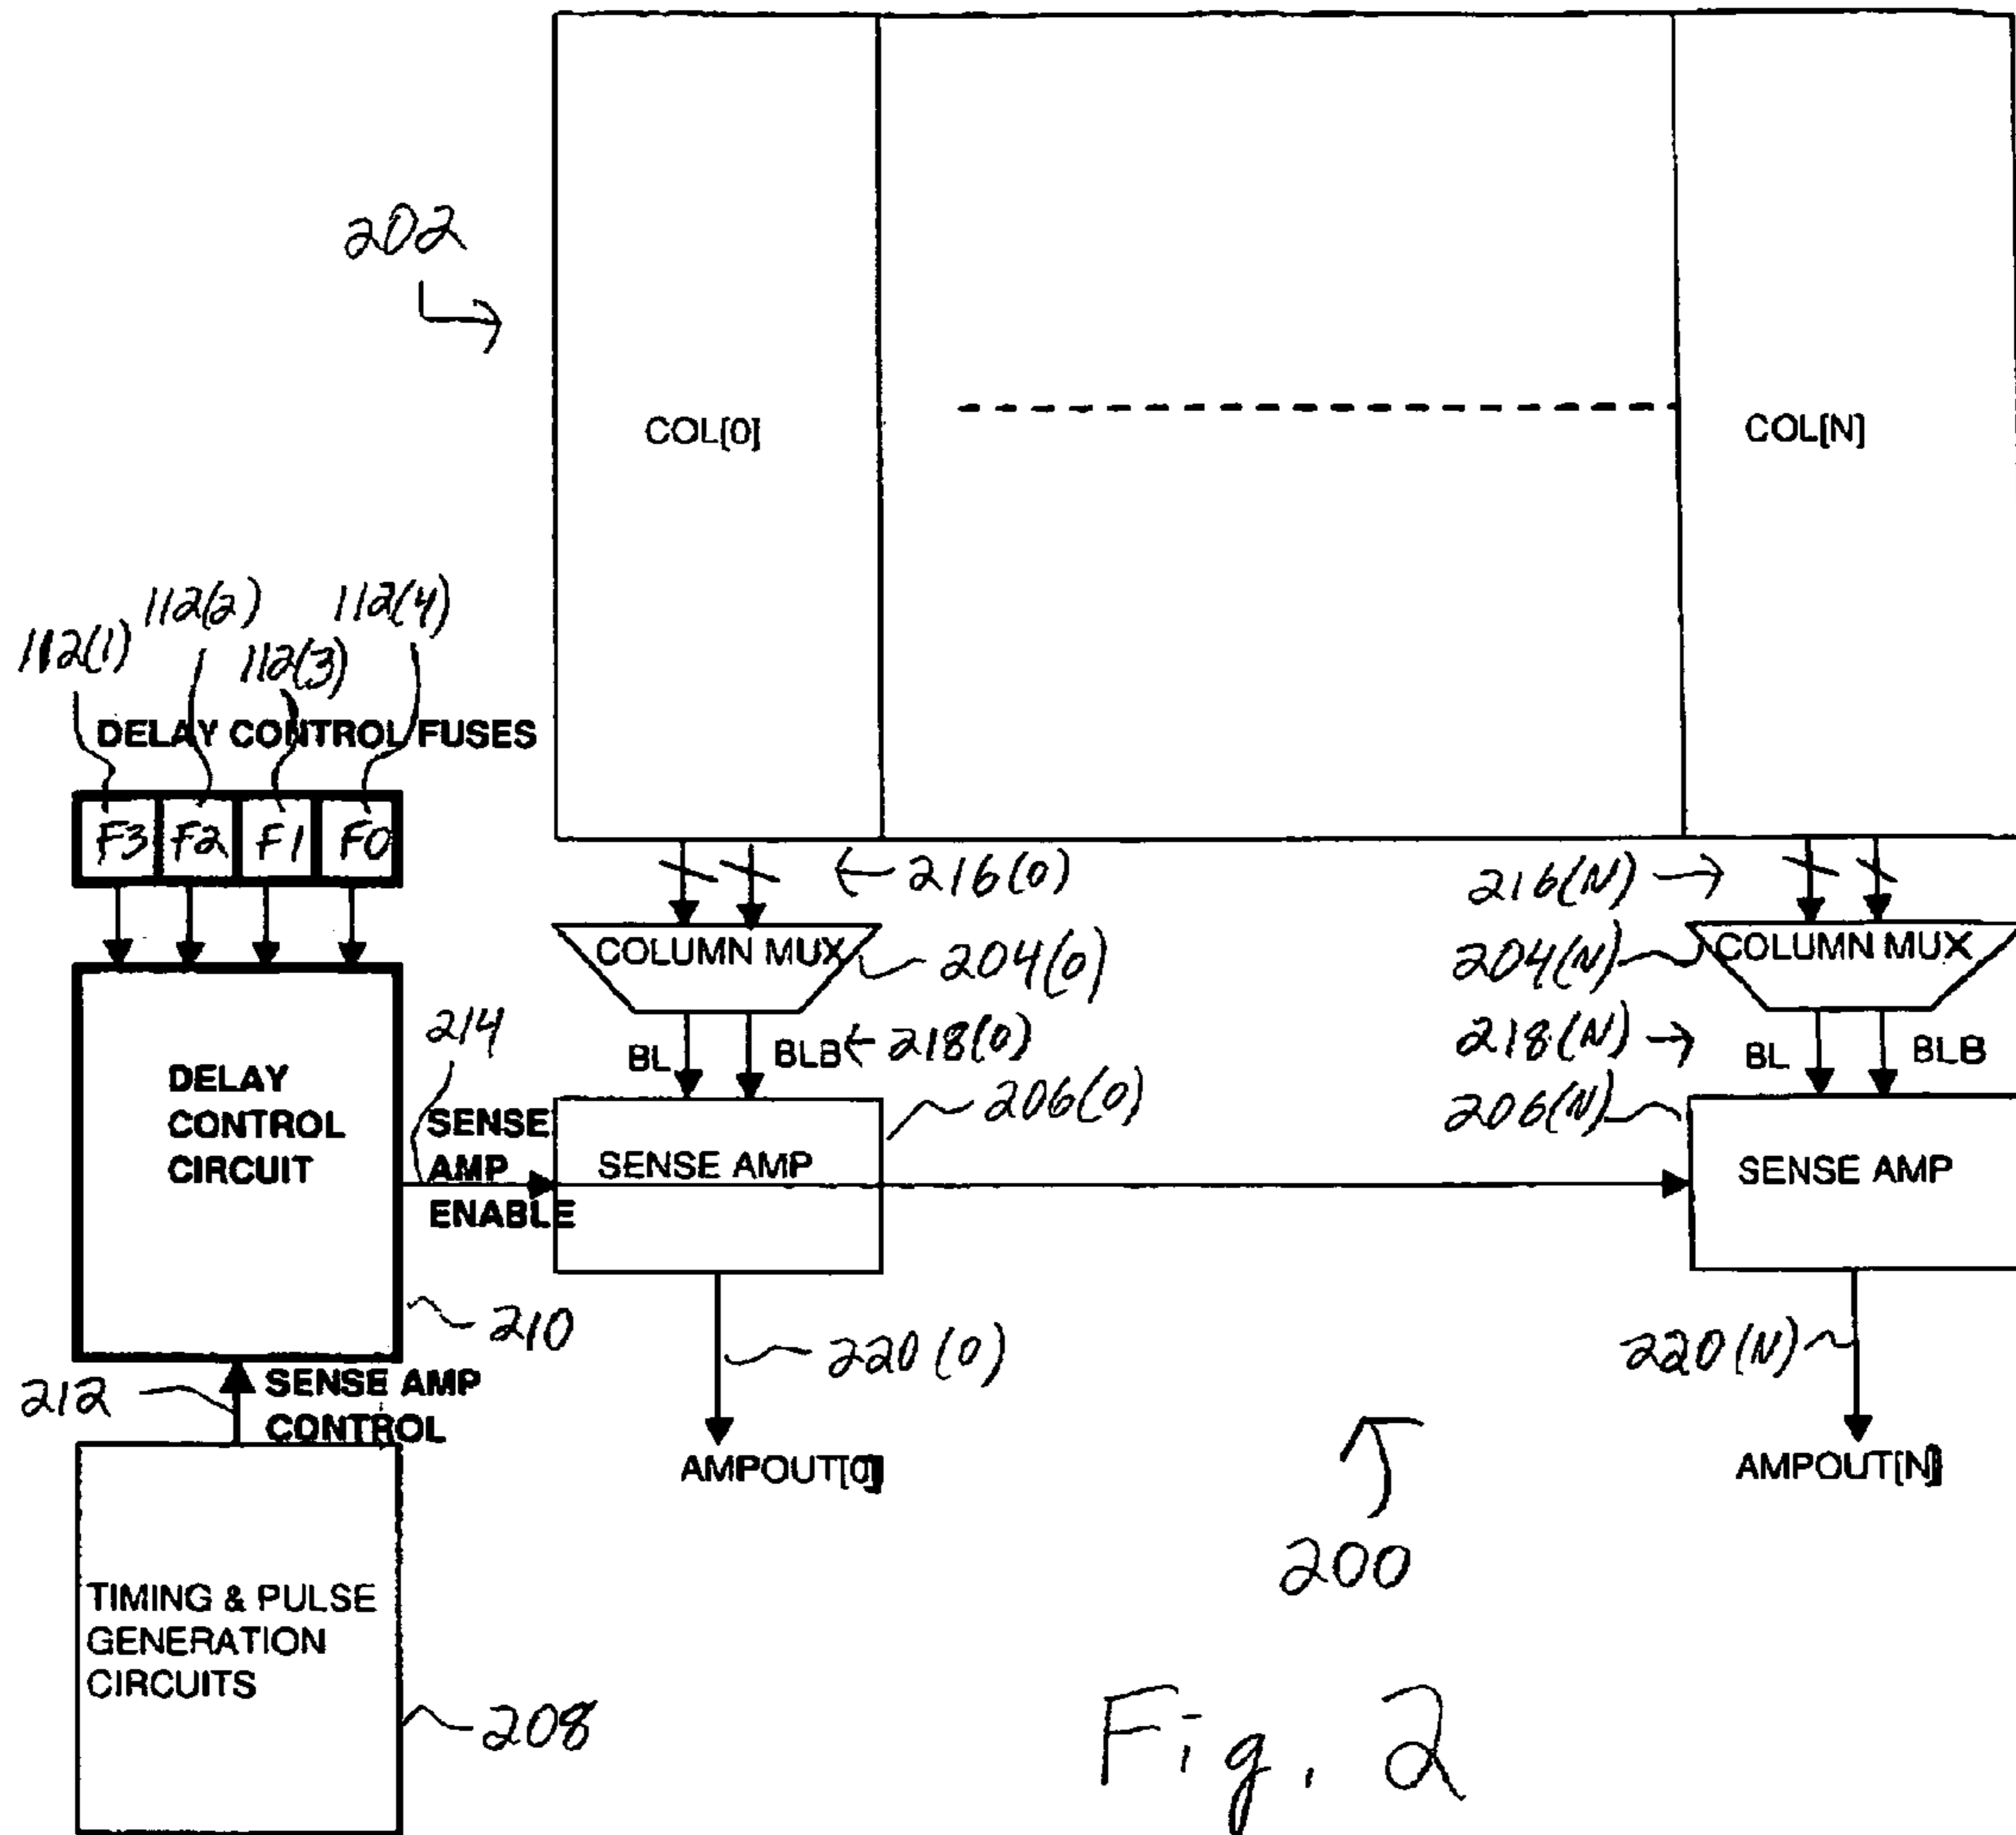 202
COL[0]
COL[N]
112(1)
112(2)
112(3)
112(4)
DELAY CONTROL FUSES
F3 F2 F1 F0
216(0)
216(N)
COLUMN MUX
204(0)
204(N)
COLUMN MUX
214
BL
BLB
218(0)
218(N)
BL
BLB
DELAY
CONTROL
CIRCUIT
SENSE
AMP
ENABLE
206(0)
206(N)
SENSE AMP
SENSE AMP
210
220(0)
220(N)
212
SENSE AMP
CONTROL
AMPOUT[0]
AMPOUT[N]
200
TIMING & PULSE
GENERATION
CIRCUITS
208
Fig. 2